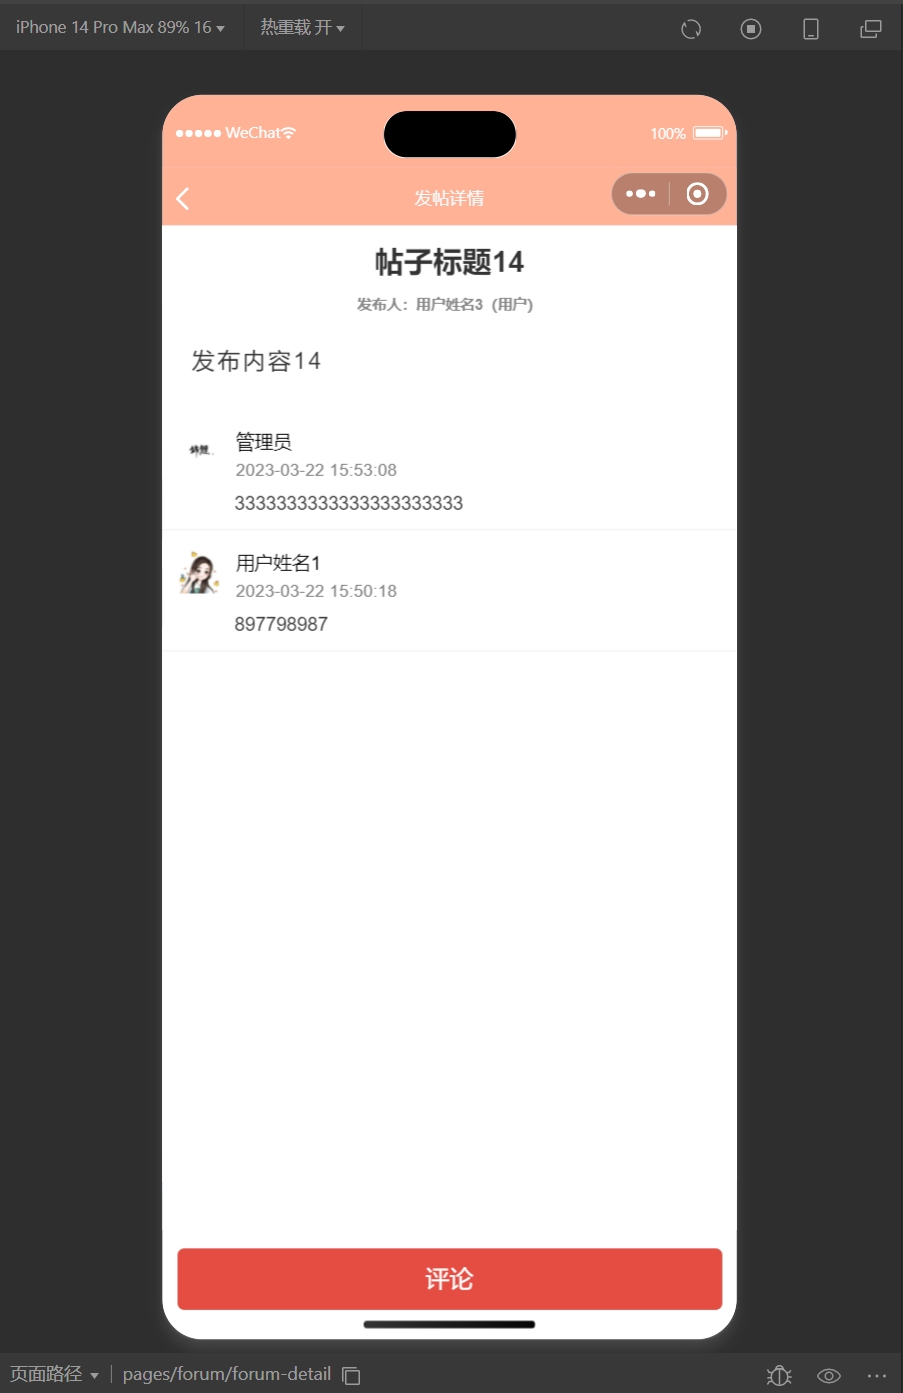 iPhone 14 Pro Max 89% 16 热重载 开
WeChat 100%
发帖详情
帖子标题14
发布人：用户姓名3（用户）
发布内容14
管理员
2023-03-22 15:53:08
3333333333333333333333
用户姓名1
2023-03-22 15:50:18
897798987
评论
页面路径 pages/forum/forum-detail